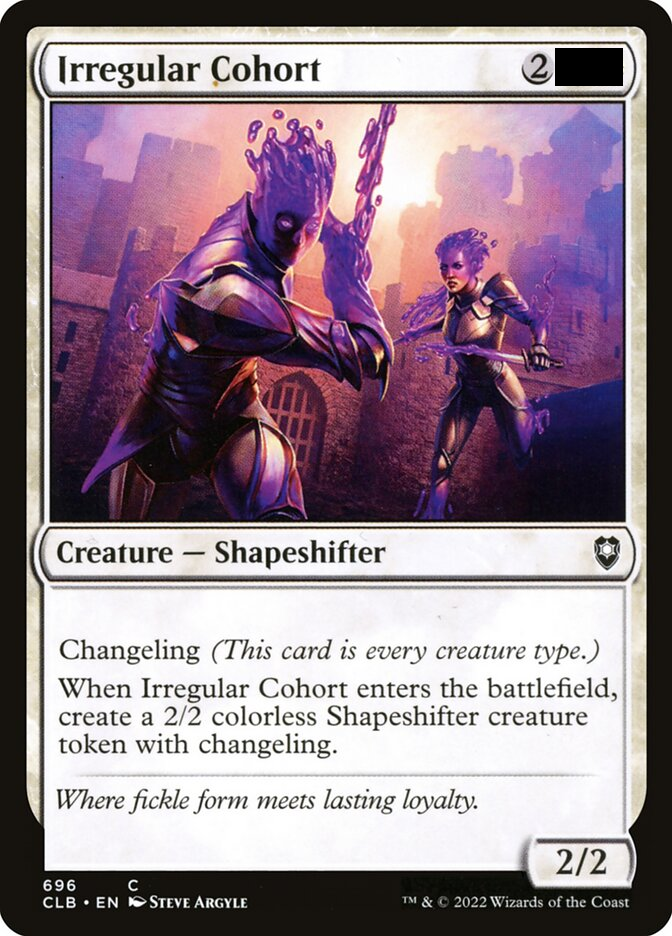 Irregular Cohort 2
Creature — Shapeshifter
Changeling (This card is every creature type.)
When Irregular Cohort enters the battlefield,
create a 2/2 colorless Shapeshifter creature
token with changeling.
Where fickle form meets lasting loyalty.
2/2
696 C
CLB • EN Steve Argyle
™ & © 2022 Wizards of the Coast